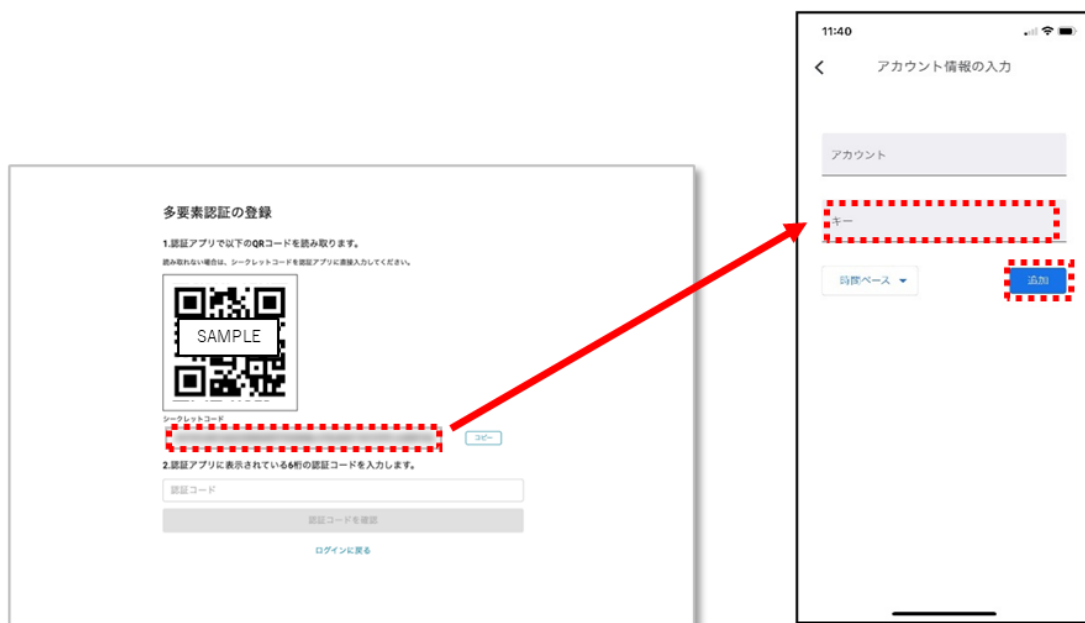 多要素認証の登録
1.認証アプリで以下のQRコードを読み取ります。
読み取れない場合は、シークレットコードを認証アプリに直接入力してください。
SAMPLE
シークレットコード
コピー
2.認証アプリに表示されている6桁の認証コードを入力します。
認証コード
認証コードを確認
ログインに戻る
11:40
アカウント情報の入力
アカウント
キー
時間ベース
追加